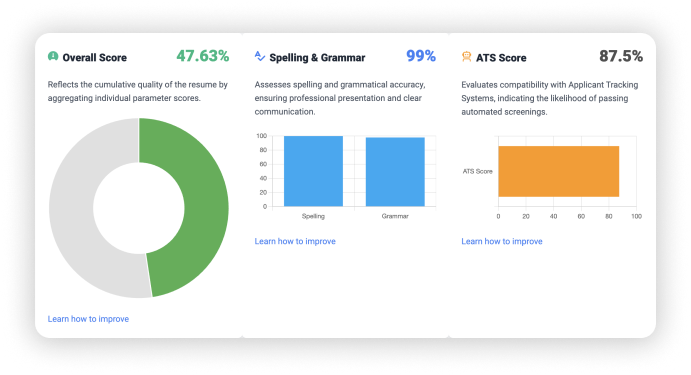 Overall Score 47.63%
Reflects the cumulative quality of the resume by
aggregating individual parameter scores.
Learn how to improve
Spelling & Grammar 99%
Assesses spelling and grammatical accuracy,
ensuring professional presentation and clear
communication.
100
80
60
40
20
0
Spelling Grammar
Learn how to improve
ATS Score 87.5%
Evaluates compatibility with Applicant Tracking
Systems, indicating the likelihood of passing
automated screenings.
ATS Score
0 20 40 60 80 100
Learn how to improve